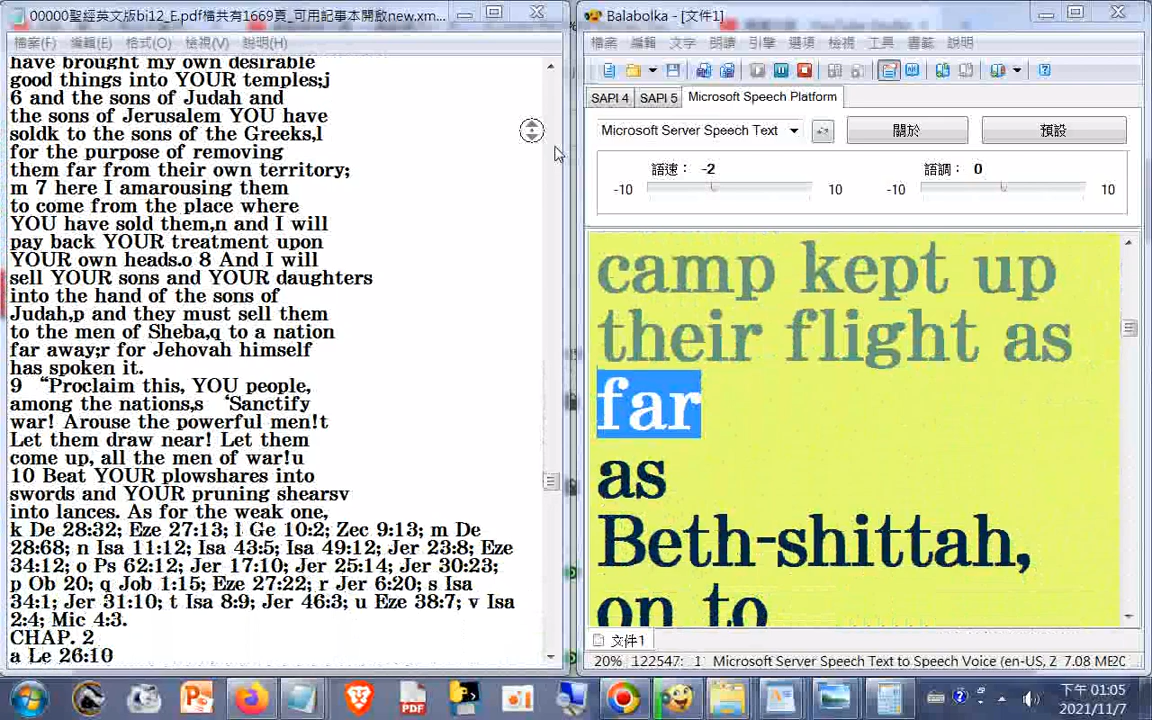 00000聖經英文版bi12_E.pdf檔共有1669頁_可用記事本開啟new.xm...
檔案(F) 編輯(E) 格式(O) 檢視(V) 說明(H)
have brought my own desirable
good things into YOUR temples;j
6 and the sons of Judah and
the sons of Jerusalem YOU have
soldk to the sons of the Greeks,l
for the purpose of removing
them far from their own territory;
m 7 here I amarousing them
to come from the place where
YOU have sold them,n and I will
pay back YOUR treatment upon
YOUR own heads.o 8 And I will
sell YOUR sons and YOUR daughters
into the hand of the sons of
Judah,p and they must sell them
to the men of Sheba,q to a nation
far away;r for Jehovah himself
has spoken it.
9 “Proclaim this, YOU people,
among the nations,s ‘Sanctify
war! Arouse the powerful men!t
Let them draw near! Let them
come up, all the men of war!u
10 Beat YOUR plowshares into
swords and YOUR pruning shearsv
into lances. As for the weak one,
k De 28:32; Eze 27:13; l Ge 10:2; Zec 9:13; m De
28:68; n Isa 11:12; Isa 43:5; Isa 49:12; Jer 23:8; Eze
34:12; o Ps 62:12; Jer 17:10; Jer 25:14; Jer 30:23;
p Ob 20; q Job 1:15; Eze 27:22; r Jer 6:20; s Isa
34:1; Jer 31:10; t Isa 8:9; Jer 46:3; u Eze 38:7; v Isa
2:4; Mic 4:3.
CHAP. 2
a Le 26:10
Balabolka - [文件1]
檔案 編輯 文字 朗讀 引擎 選項 檢視 工具 書籤 說明
SAPI 4 SAPI 5 Microsoft Speech Platform
Microsoft Server Speech Text 關於 預設
語速： -2 語調： 0
-10 10 -10 10
camp kept up
their flight as
far
as
Beth-shittah,
on to
文件1
20% 122547: 1 Microsoft Server Speech Text to Speech Voice (en-US, Z 7.08 ME
PDF
下午 01:05
2021/11/7